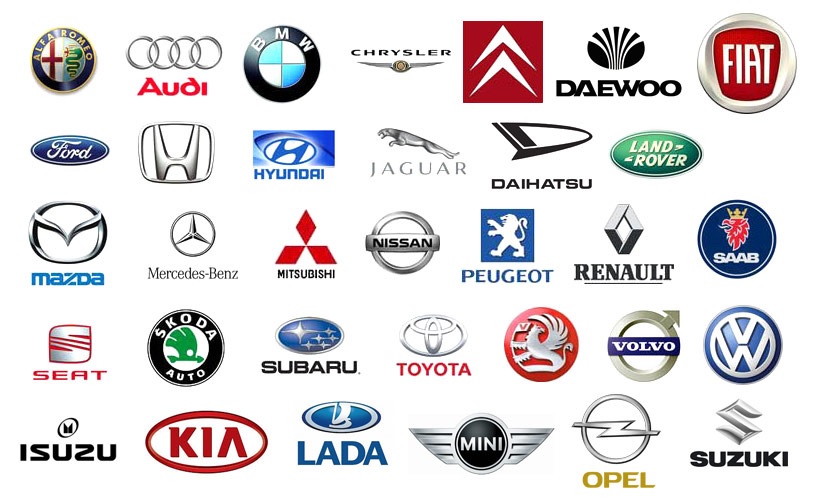 ALFA ROMEO
Audi
BMW
CHRYSLER
DAEWOO
FIAT
Ford
HYUNDAI
JAGUAR
DAIHATSU
LAND-
ROVER
mazda
Mercedes-Benz
MITSUBISHI
NISSAN
PEUGEOT
RENAULT
SAAB
SEAT
SKODA
AUTO
SUBARU
TOYOTA
V
VOLVO
ISUZU
KIA
LADA
MINI
OPEL
SUZUKI